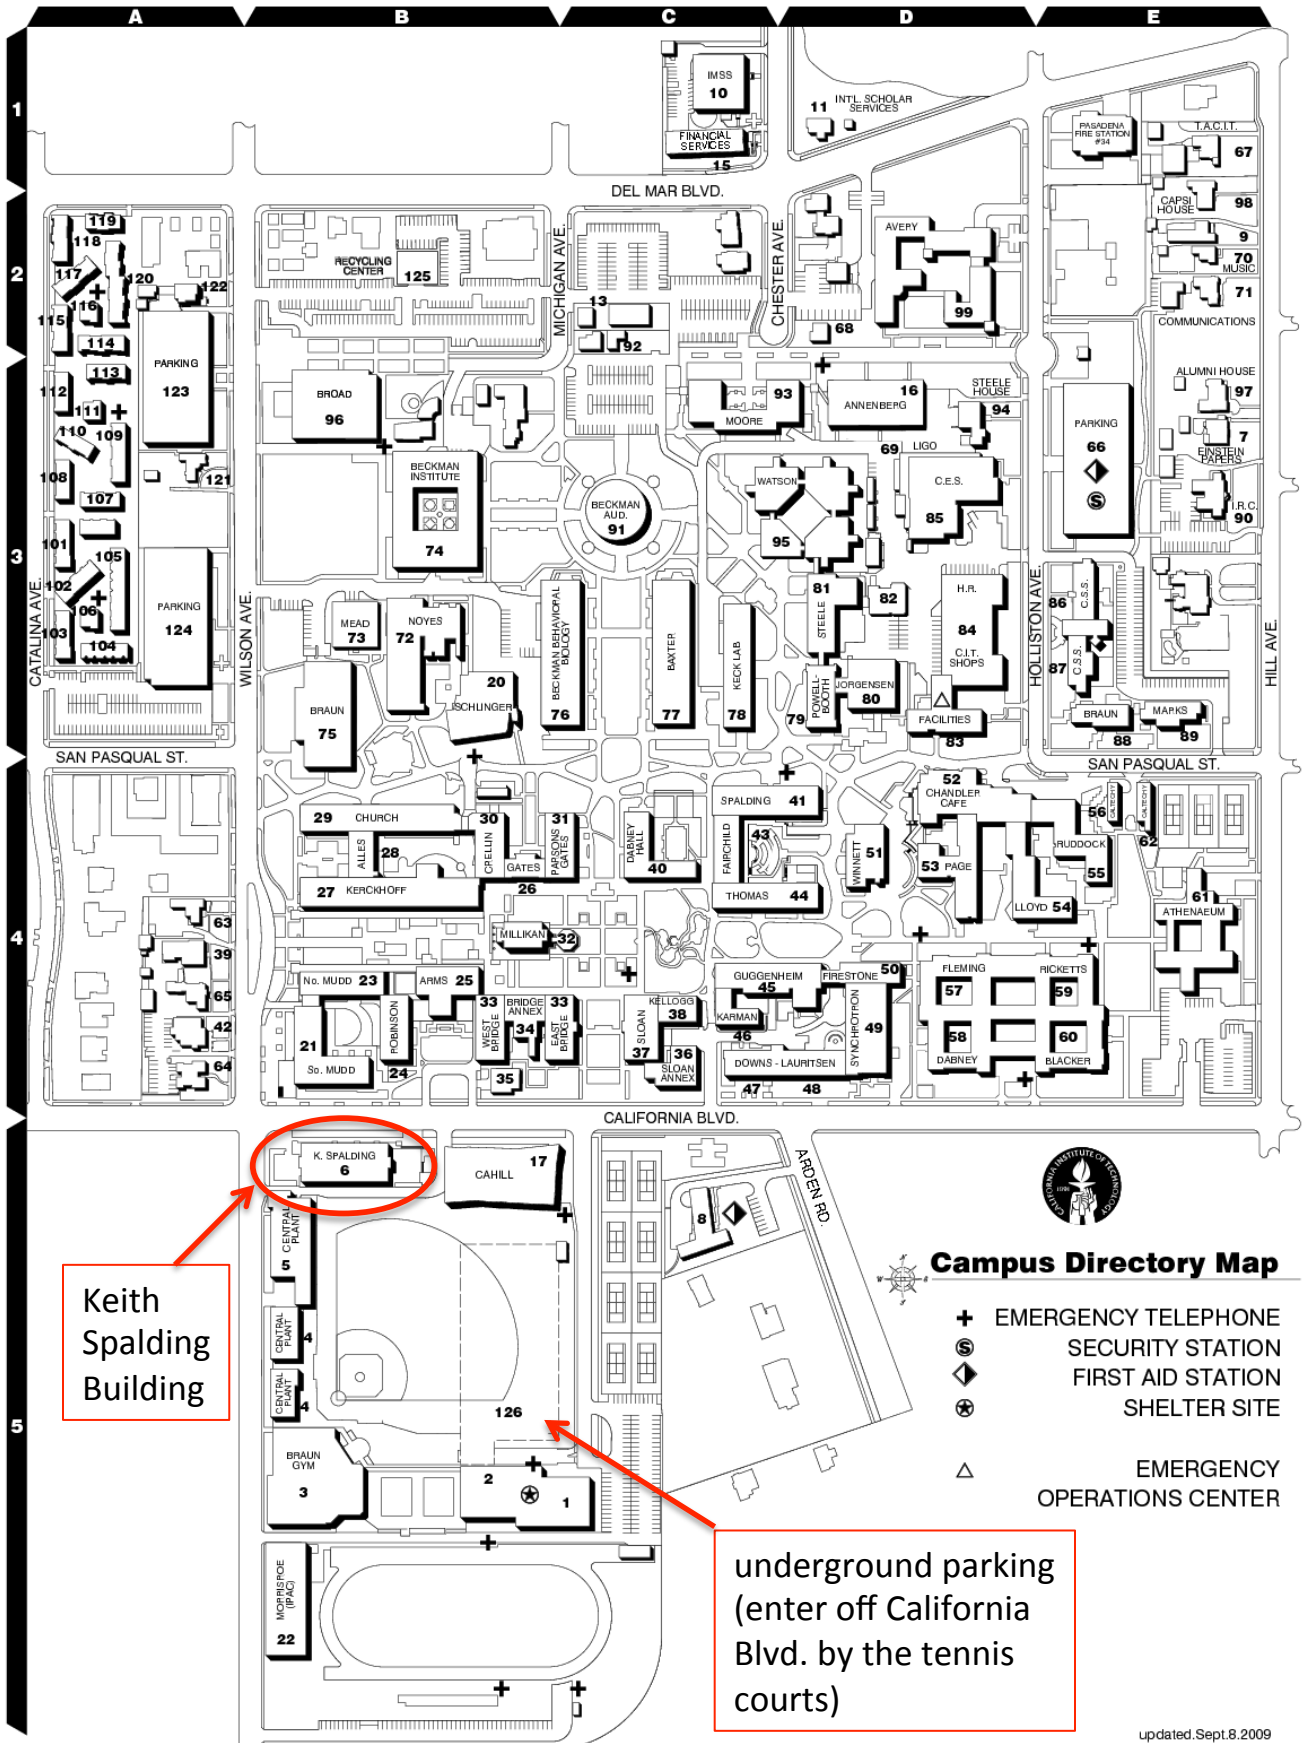 A B C D E
1
IMSS
10
FINANCIAL
SERVICES
15
11
INT'L. SCHOLAR
SERVICES
PASADENA
FIRE STATION
#34
T.A.C.I.T.
67
DEL MAR BLVD.
2
119
118
117
120
122
116
115
114
RECYCLING
CENTER
125
MICHIGAN AVE.
13
92
CHESTER AVE.
68
AVERY
99
CAPSI
HOUSE
98
9
70
MUSIC
71
COMMUNICATIONS
3
113
112
111
110
109
108
107
PARKING
123
121
101
105
102
106
103
104
PARKING
124
CATALINA AVE.
WILSON AVE.
BROAD
96
BECKMAN
INSTITUTE
74
MEAD
73
NOYES
72
20
SCHLINGER
BRAUN
75
BECKMAN
AUD.
91
BECKMAN BEHAVIORAL
BIOLOGY
76
BAXTER
77
KECK LAB
78
93
MOORE
16
ANNENBERG
STEELE
HOUSE
94
69
LIGO
WATSON
95
C.E.S.
85
81
STEELE
82
H.R.
84
C.I.T.
SHOPS
POWELL-
BOOTH
79
JORGENSEN
80
FACILITIES
83
HOLLISTON AVE.
PARKING
66
S
ALUMNI HOUSE
97
7
EINSTEIN
PAPERS
I.R.C.
90
86
C.S.S.
87
C.S.S.
BRAUN
88
MARKS
89
HILL AVE.
SAN PASQUAL ST.
SAN PASQUAL ST.
4
29
CHURCH
30
CRELLIN
31
PARSONS
GATES
ALLES
28
GATES
26
27
KERCKHOFF
DABNEY
HALL
40
SPALDING
41
FAIRCHILD
43
THOMAS
44
WINNETT
51
52
CHANDLER
CAFE
53
PAGE
RUDDOCK
55
LLOYD
54
56
62
61
ATHENAEUM
63
39
65
42
64
MILLIKAN
32
No. MUDD
23
ARMS
25
21
So. MUDD
ROBINSON
24
33
WEST
BRIDGE
BRIDGE
ANNEX
34
33
EAST
BRIDGE
35
KELLOGG
38
SLOAN
37
36
SLOAN
ANNEX
GUGGENHEIM
45
FIRESTONE
50
KARMAN
46
SYNCHROTRON
49
DOWNS - LAURITSEN
47
48
FLEMING
57
RICKETTS
59
58
DABNEY
60
BLACKER
CALIFORNIA BLVD.
5
K. SPALDING
6
CAHILL
17
CENTRAL
PLANT
5
CENTRAL
PLANT
4
CENTRAL
PLANT
4
126
BRAUN
GYM
3
2
1
MORRISROE
(IPAC)
22
8
ARDEN RD.
Keith
Spalding
Building
underground parking
(enter off California
Blvd. by the tennis
courts)
CALIFORNIA INSTITUTE OF TECHNOLOGY
1891
N
W
E
S
Campus Directory Map
EMERGENCY TELEPHONE
S
SECURITY STATION
FIRST AID STATION
SHELTER SITE
EMERGENCY
OPERATIONS CENTER
updated.Sept.8.2009